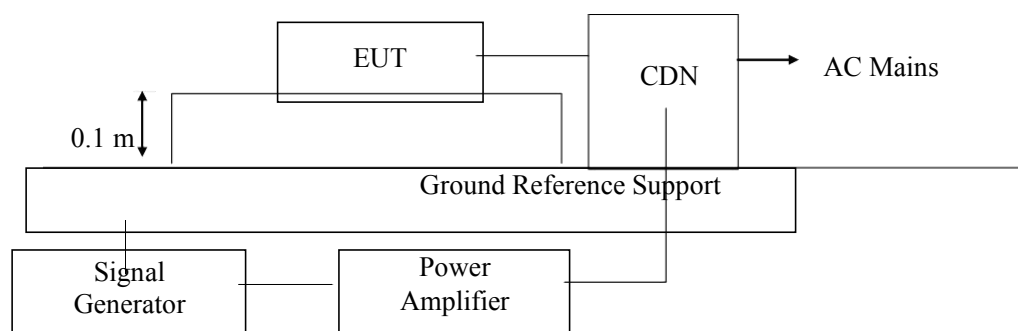 EUT
CDN
AC Mains
0.1 m
Ground Reference Support
Signal
Generator
Power
Amplifier